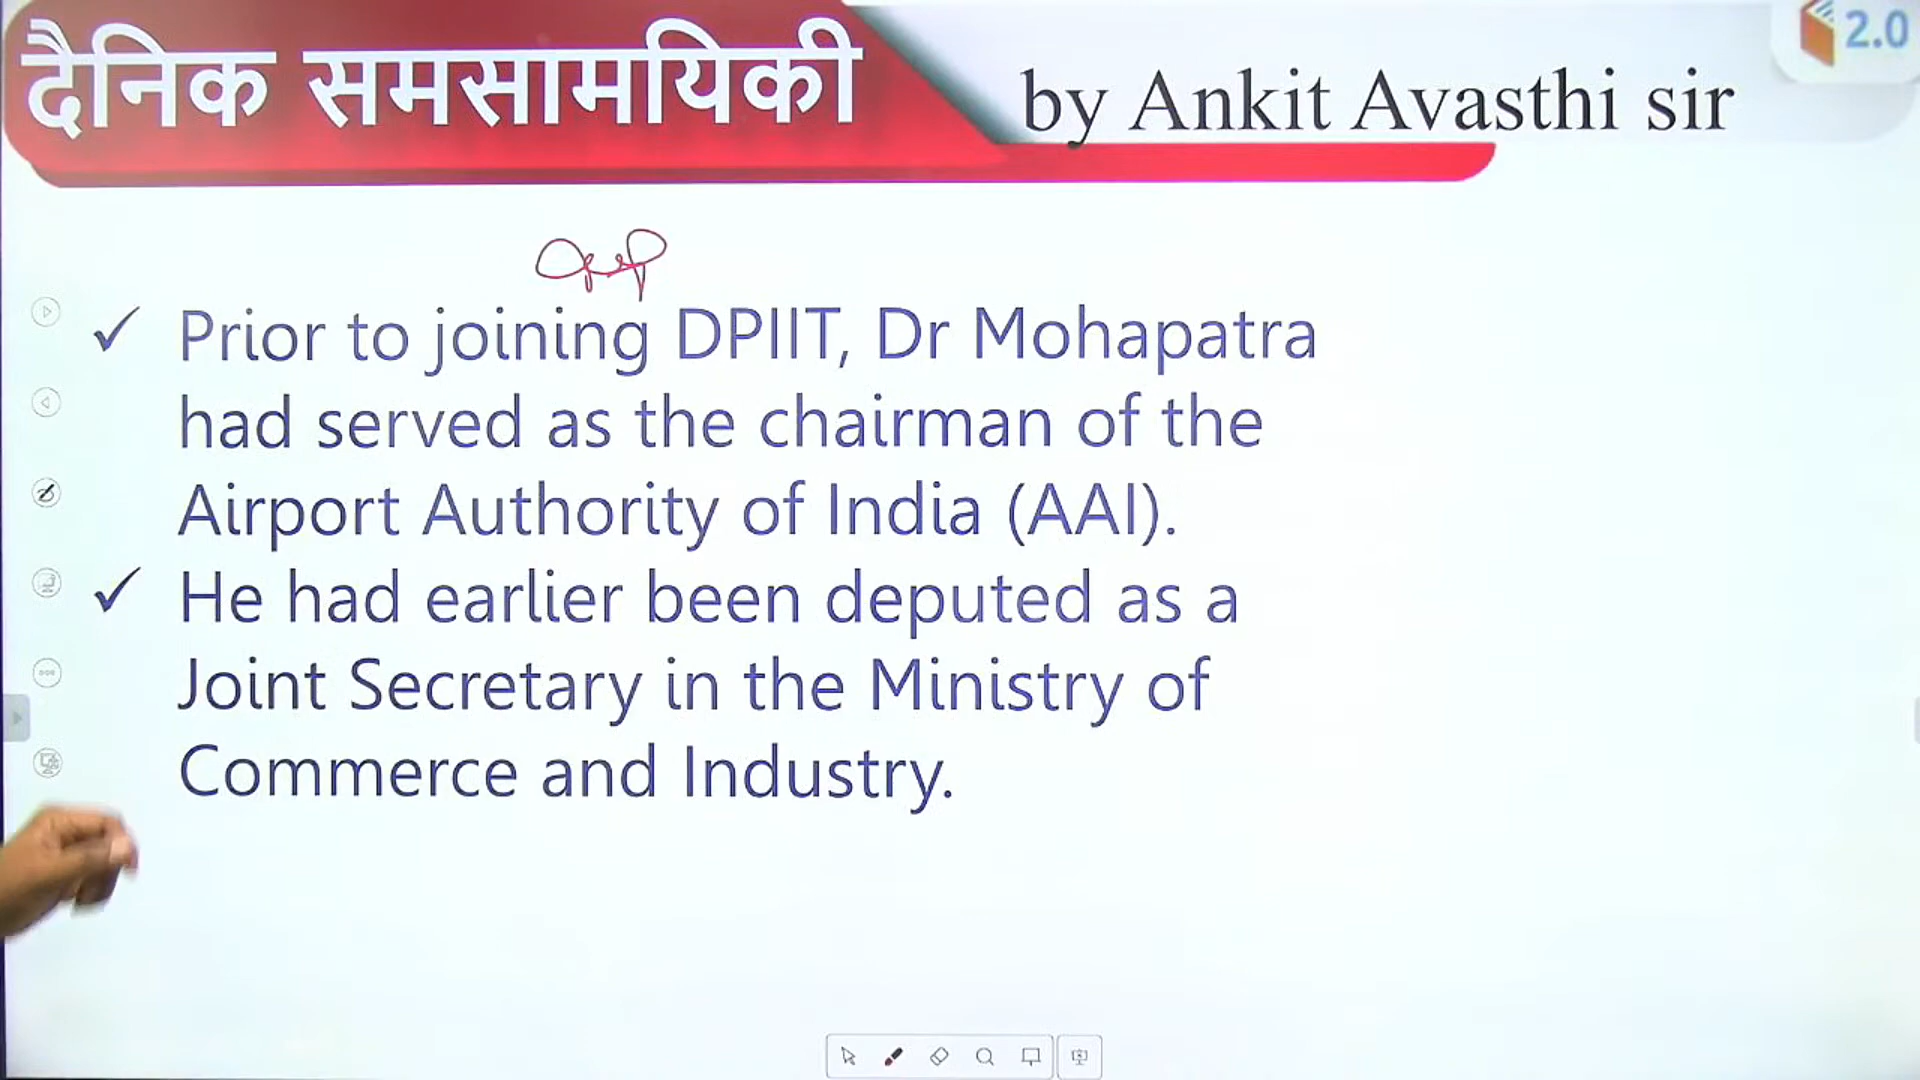 दैनिक समसामयिकी
by Ankit Avasthi sir
2.0
✓ Prior to joining DPIIT, Dr Mohapatra
had served as the chairman of the
Airport Authority of India (AAI).
✓ He had earlier been deputed as a
Joint Secretary in the Ministry of
Commerce and Industry.